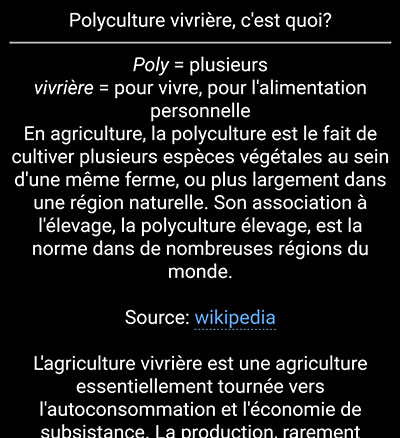 Polyculture vivrière, c'est quoi?
Poly = plusieurs
vivrière = pour vivre, pour l'alimentation
personnelle
En agriculture, la polyculture est le fait de
cultiver plusieurs espèces végétales au sein
d'une même ferme, ou plus largement dans
une région naturelle. Son association à
l'élevage, la polyculture élevage, est la
norme dans de nombreuses régions du
monde.
Source: wikipedia
L'agriculture vivrière est une agriculture
essentiellement tournée vers
l'autoconsommation et l'économie de
subsistance. La production, rarement